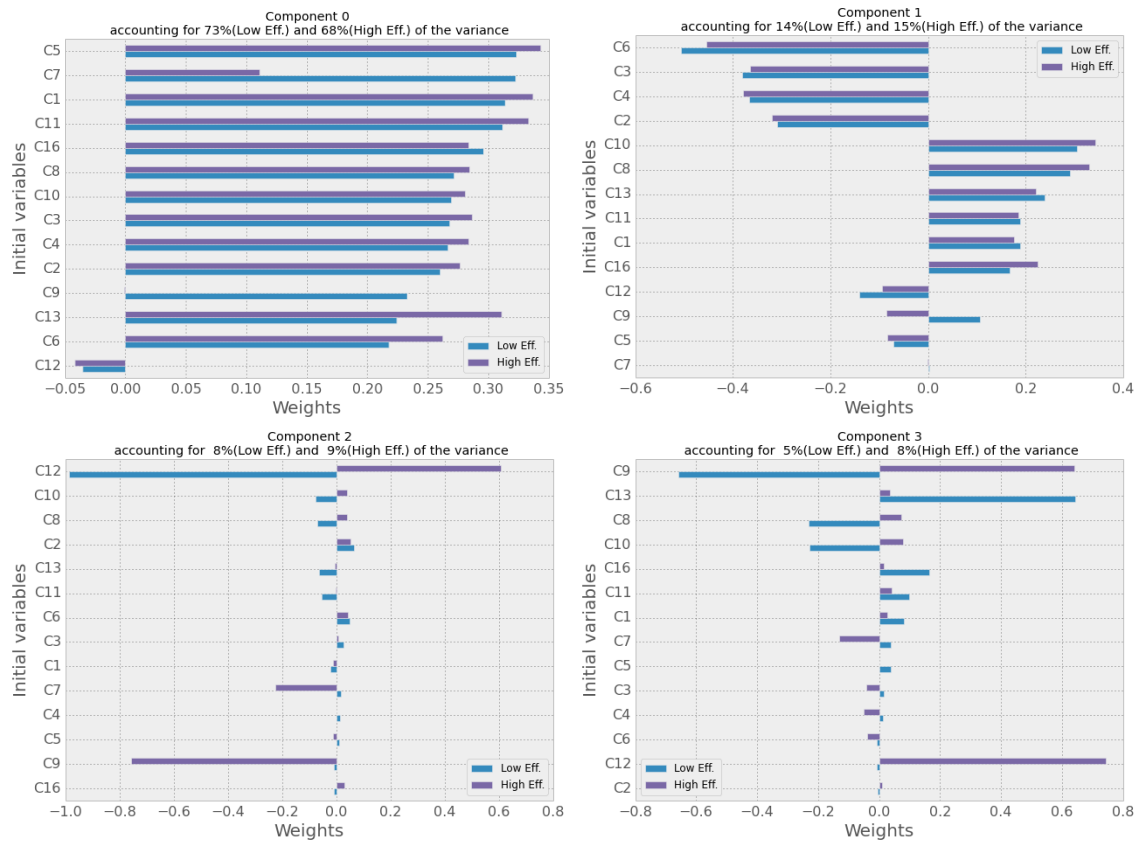 Component 0
accounting for 73%(Low Eff.) and 68%(High Eff.) of the variance
Initial variables
C5
C7
C1
C11
C16
C8
C10
C3
C4
C2
C9
C13
C6
C12
Low Eff.
High Eff.
−0.05 0.00 0.05 0.10 0.15 0.20 0.25 0.30 0.35
Weights
Component 1
accounting for 14%(Low Eff.) and 15%(High Eff.) of the variance
Initial variables
C6
C3
C4
C2
C10
C8
C13
C11
C1
C16
C12
C9
C5
C7
Low Eff.
High Eff.
−0.6 −0.4 −0.2 0.0 0.2 0.4
Weights
Component 2
accounting for 8%(Low Eff.) and 9%(High Eff.) of the variance
Initial variables
C12
C10
C8
C2
C13
C11
C6
C3
C1
C7
C4
C5
C9
C16
Low Eff.
High Eff.
−1.0 −0.8 −0.6 −0.4 −0.2 0.0 0.2 0.4 0.6 0.8
Weights
Component 3
accounting for 5%(Low Eff.) and 8%(High Eff.) of the variance
Initial variables
C9
C13
C8
C10
C16
C11
C1
C7
C5
C3
C4
C6
C12
C2
Low Eff.
High Eff.
−0.8 −0.6 −0.4 −0.2 0.0 0.2 0.4 0.6 0.8
Weights